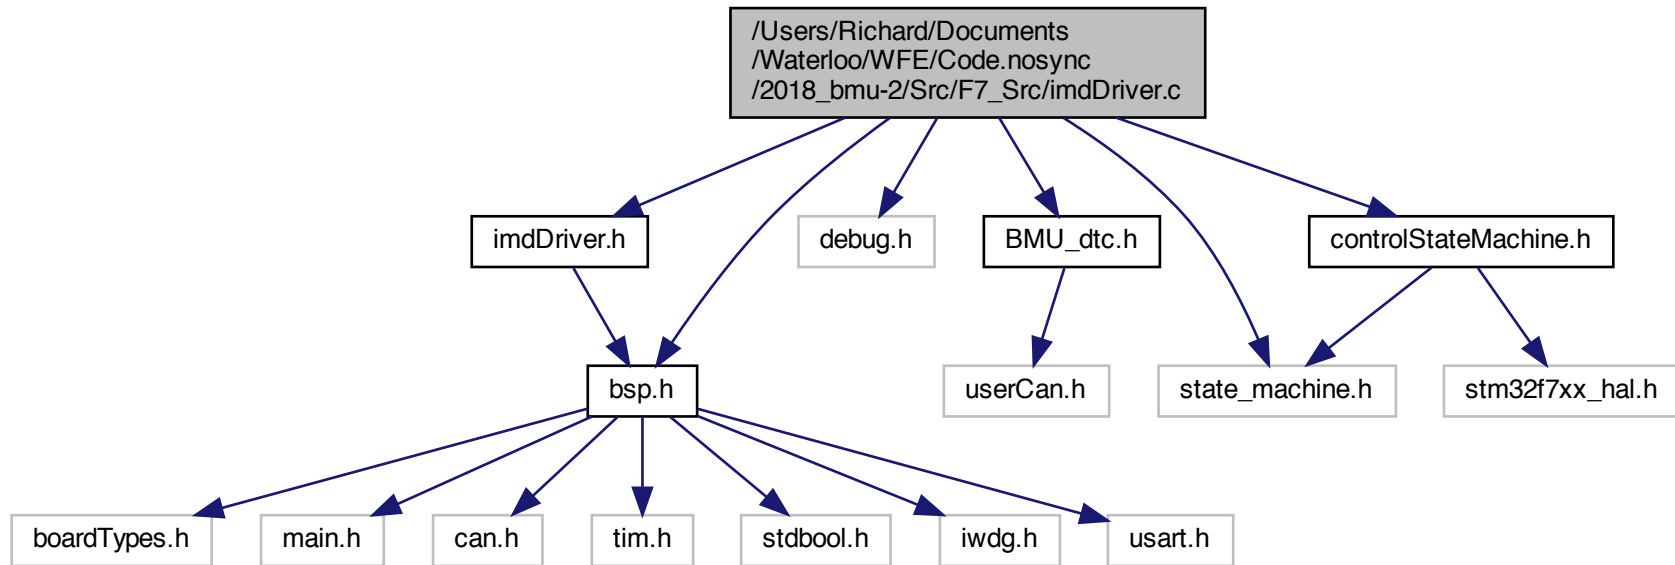 /Users/Richard/Documents
/Waterloo/WFE/Code.nosync
/2018_bmu-2/Src/F7_Src/imdDriver.c
imdDriver.h
debug.h
BMU_dtc.h
controlStateMachine.h
bsp.h
userCan.h
state_machine.h
stm32f7xx_hal.h
boardTypes.h
main.h
can.h
tim.h
stdbool.h
iwdg.h
usart.h